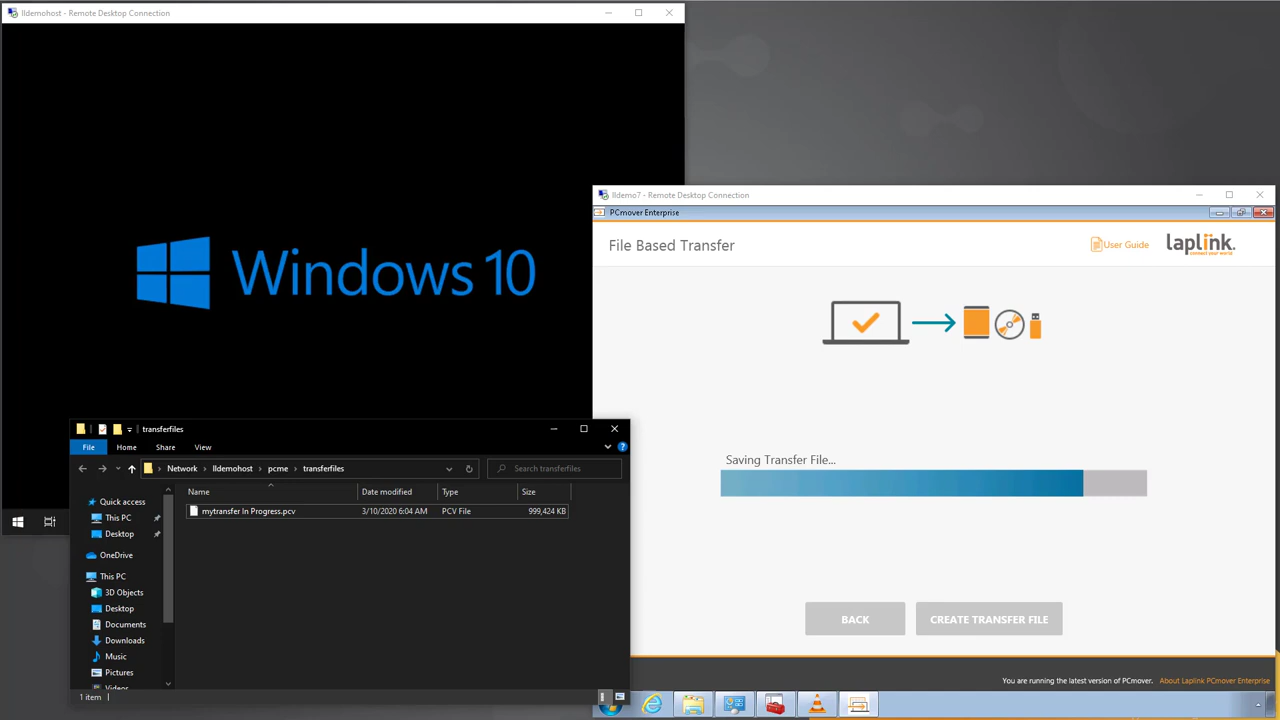 lldemohost - Remote Desktop Connection
Windows 10
lldemo7 - Remote Desktop Connection
PCmover Enterprise
File Based Transfer
User Guide
laplink.
connect your world
Saving Transfer File...
BACK
CREATE TRANSFER FILE
You are running the latest version of PCmover.
About Laplink PCmover Enterprise
transferfiles
File
Home
Share
View
Network > lldemohost > pcme > transferfiles
Search transferfiles
Name
Date modified
Type
Size
mytransfer In Progress.pcv
3/10/2020 6:04 AM
PCV File
999,424 KB
Quick access
This PC
Desktop
OneDrive
This PC
3D Objects
Desktop
Documents
Downloads
Music
Pictures
Videos
1 item